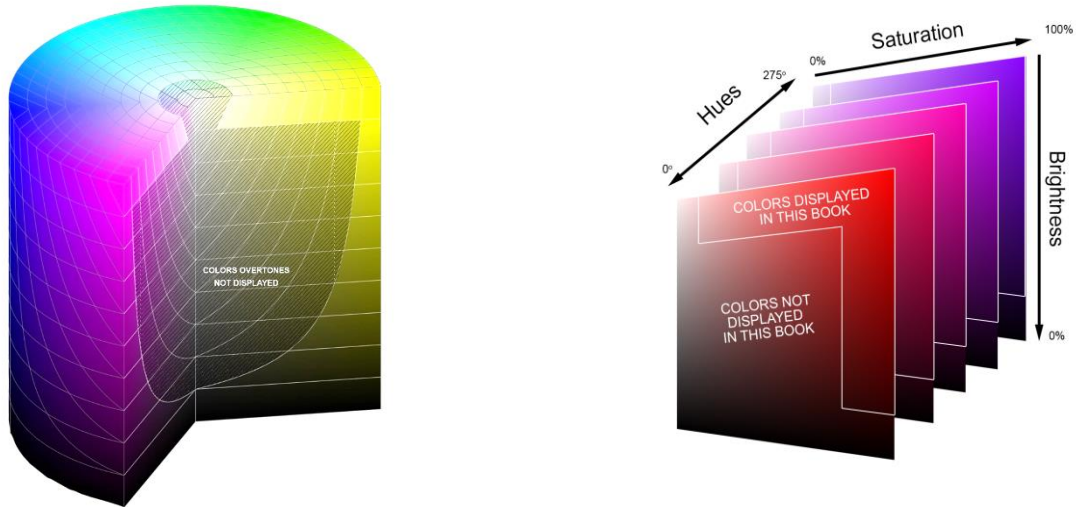 COLORS OVERTONES
NOT DISPLAYED
Saturation
0%
100%
Hues
275º
0º
Brightness
0%
COLORS DISPLAYED
IN THIS BOOK
COLORS NOT
DISPLAYED
IN THIS BOOK